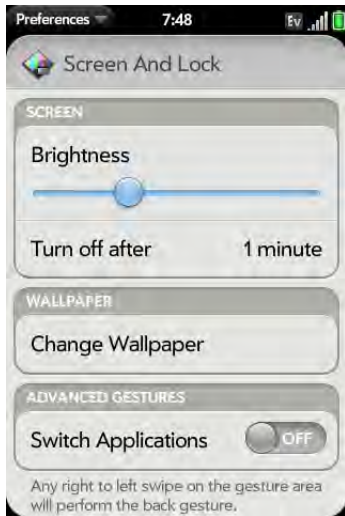 Preferences 7:48 Ev
Screen And Lock
SCREEN
Brightness
Turn off after 1 minute
WALLPAPER
Change Wallpaper
ADVANCED GESTURES
Switch Applications OFF
Any right to left swipe on the gesture area
will perform the back gesture.